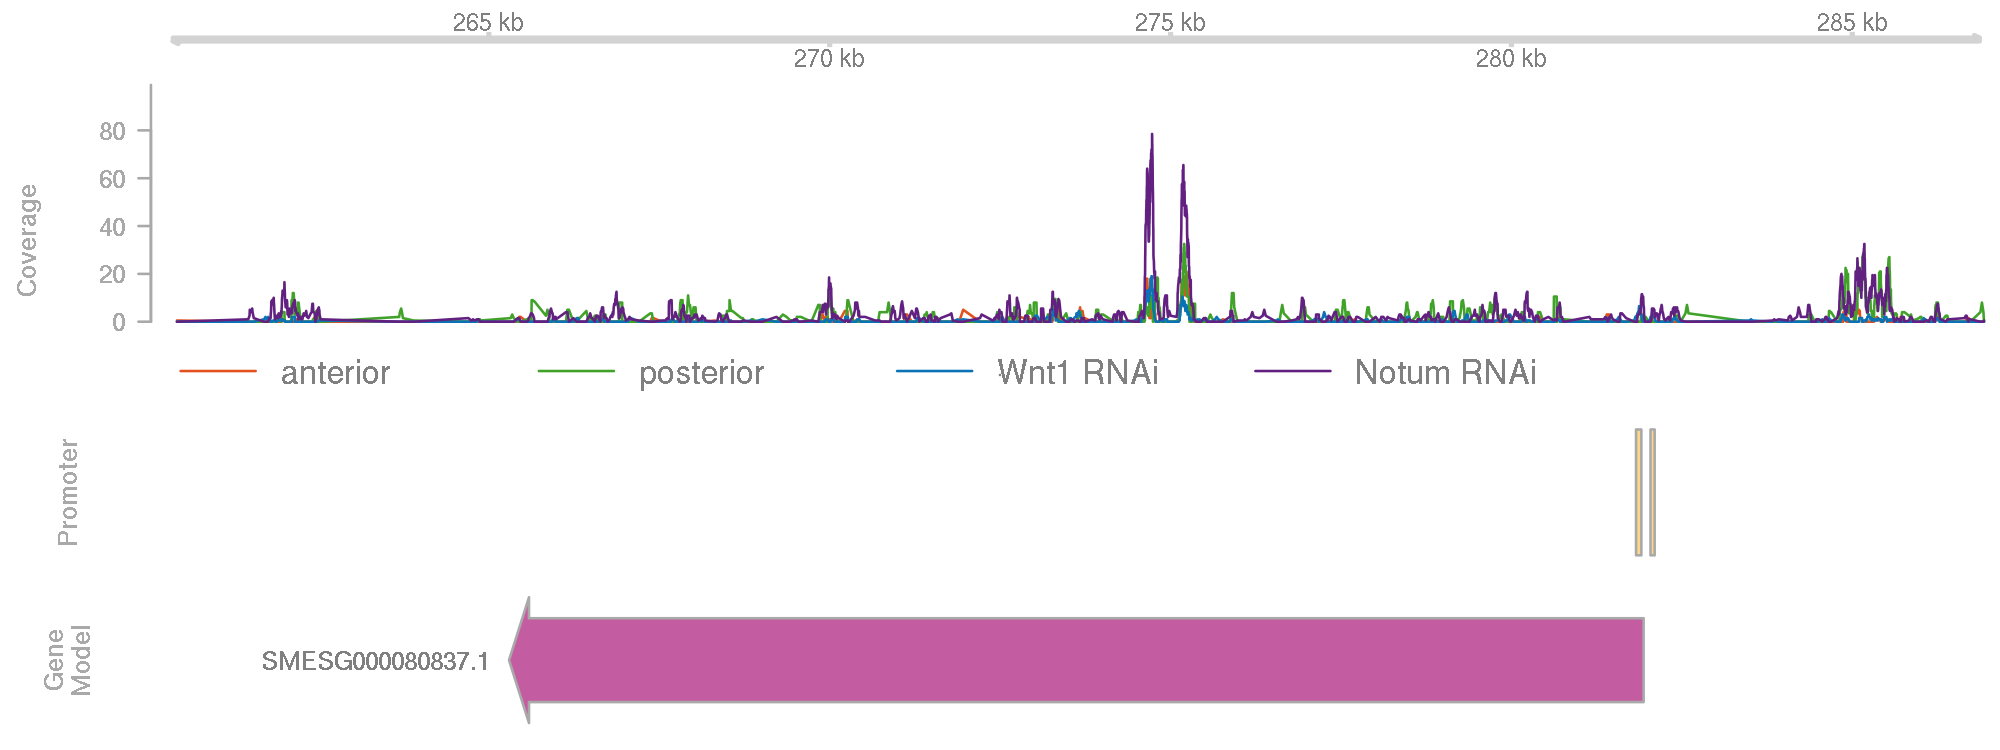 265 kb 275 kb 285 kb
270 kb 280 kb
Coverage
80
60
40
20
0
anterior posterior Wnt1 RNAi Notum RNAi
Promoter
Gene
Model
SMESG000080837.1